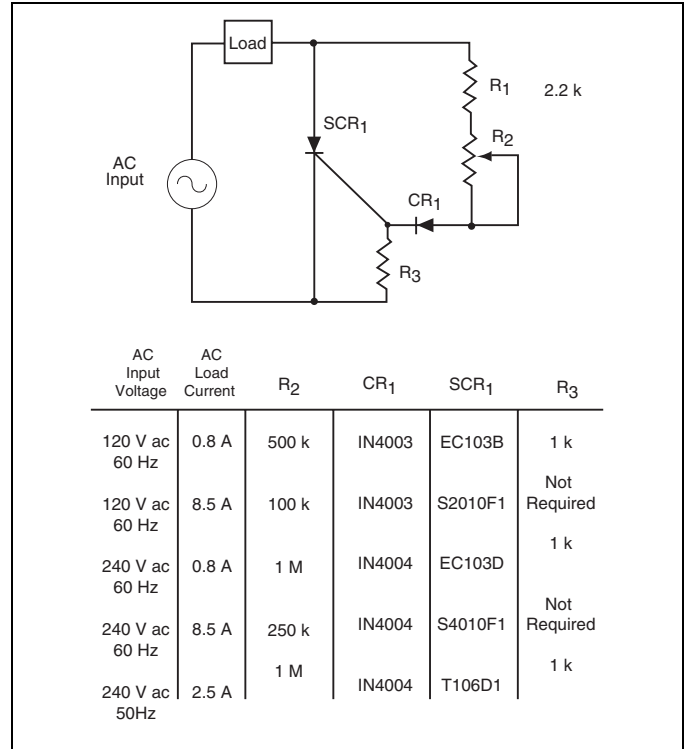 Load
R1 2.2 k
SCR1
R2
AC
Input
CR1
R3
AC
Input
Voltage
AC
Load
Current
R2
CR1
SCR1
R3
120 V ac
60 Hz
0.8 A
500 k
IN4003
EC103B
1 k
120 V ac
60 Hz
8.5 A
100 k
IN4003
S2010F1
Not
Required
240 V ac
60 Hz
0.8 A
1 M
IN4004
EC103D
1 k
240 V ac
60 Hz
8.5 A
250 k
IN4004
S4010F1
Not
Required
240 V ac
50Hz
2.5 A
1 M
IN4004
T106D1
1 k